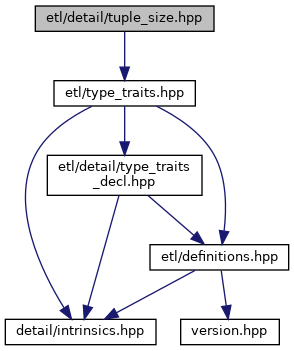 etl/detail/tuple_size.hpp
etl/type_traits.hpp
etl/detail/type_traits
_decl.hpp
etl/definitions.hpp
detail/intrinsics.hpp
version.hpp